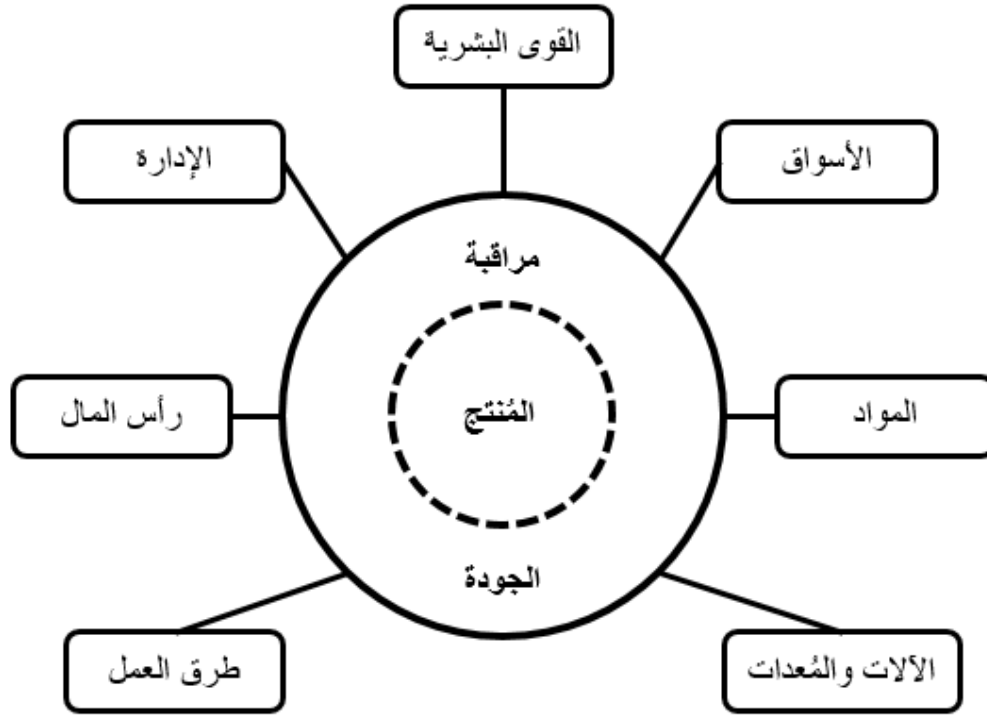 القوى البشرية
الأسواق
الإدارة
مراقبة
المُنتج
الجودة
المواد
رأس المال
الآلات والمُعدات
طرق العمل